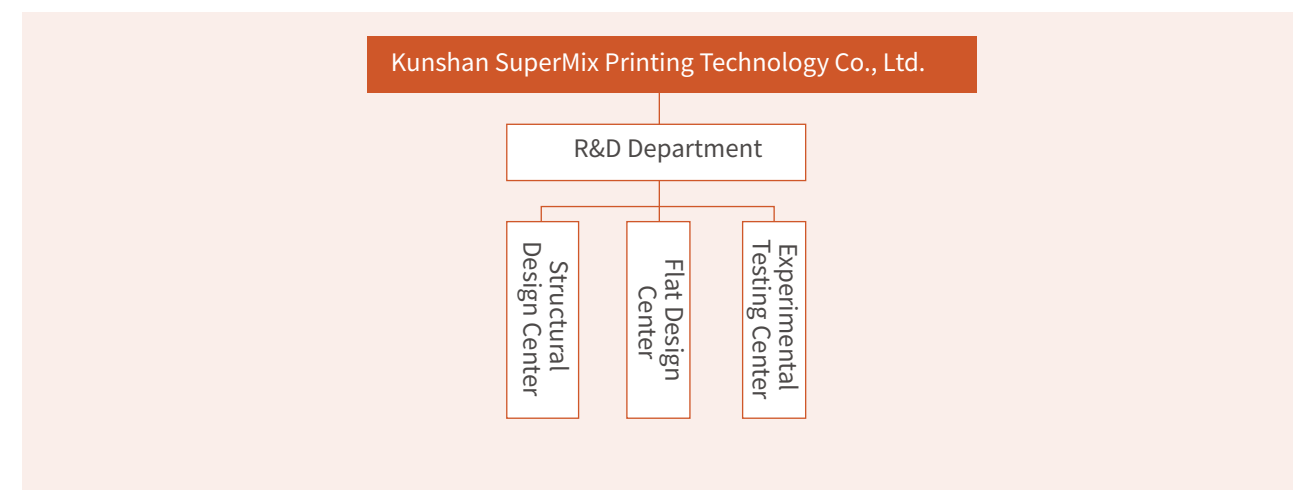 Kunshan SuperMix Printing Technology Co., Ltd.
R&D Department
Structural
Design Center
Flat Design
Center
Experimental
Testing Center